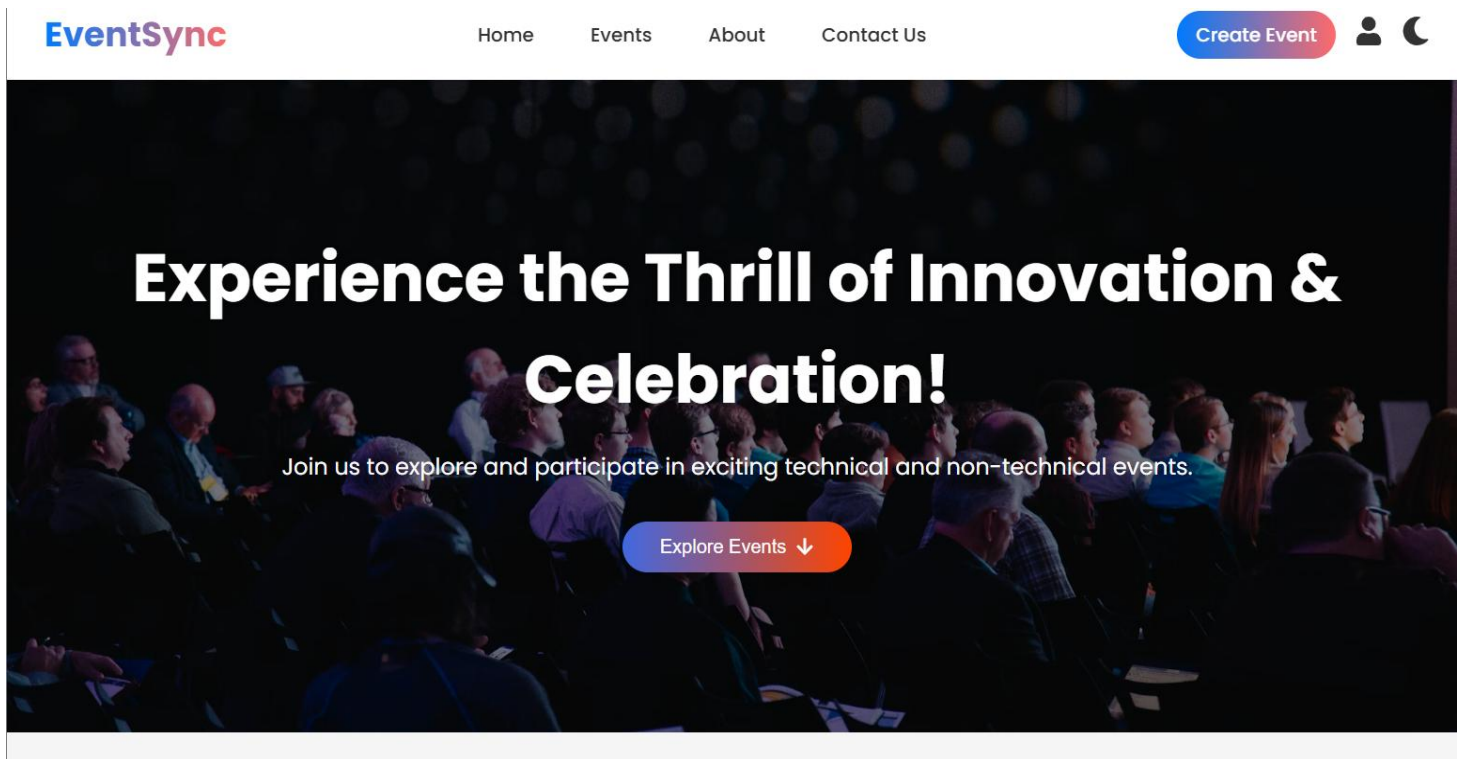 EventSync
Home Events About Contact Us
Create Event
Experience the Thrill of Innovation &
Celebration!
Join us to explore and participate in exciting technical and non-technical events.
Explore Events